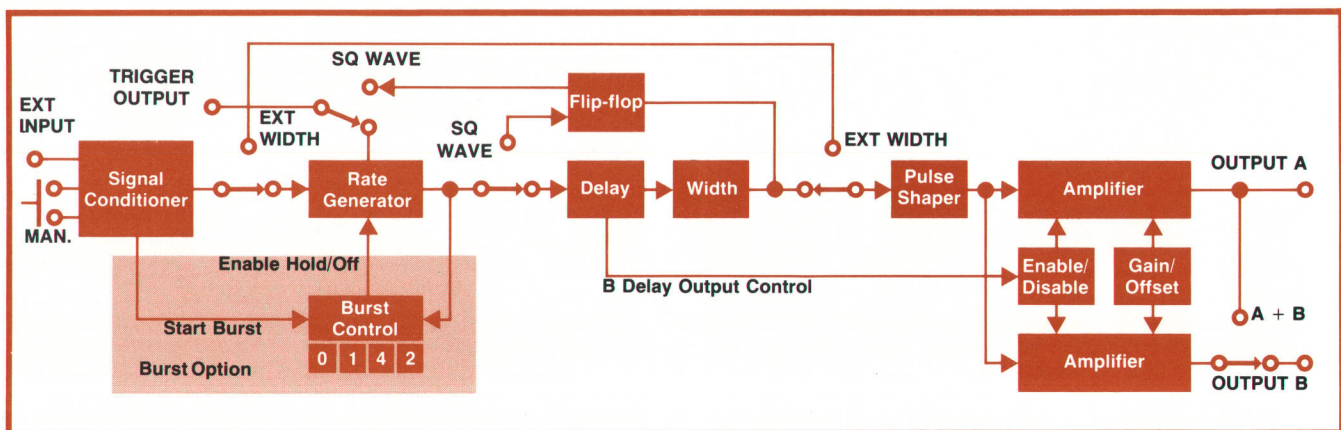 SQ WAVE
TRIGGER
OUTPUT
EXT
INPUT
EXT
WIDTH
SQ
WAVE
Flip-flop
EXT WIDTH
OUTPUT A
Signal
Conditioner
Rate
Generator
Delay
Width
Pulse
Shaper
Amplifier
MAN.
Enable Hold/Off
B Delay Output Control
Enable/
Disable
Gain/
Offset
Start Burst
Burst
Control
A + B
0 1 4 2
Burst Option
Amplifier
OUTPUT B